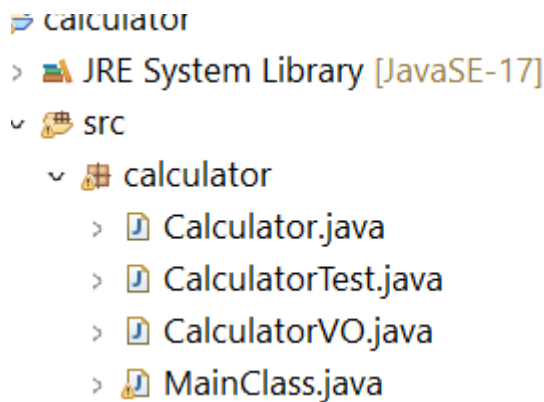 calculator
JRE System Library [JavaSE-17]
src
calculator
Calculator.java
CalculatorTest.java
CalculatorVO.java
MainClass.java